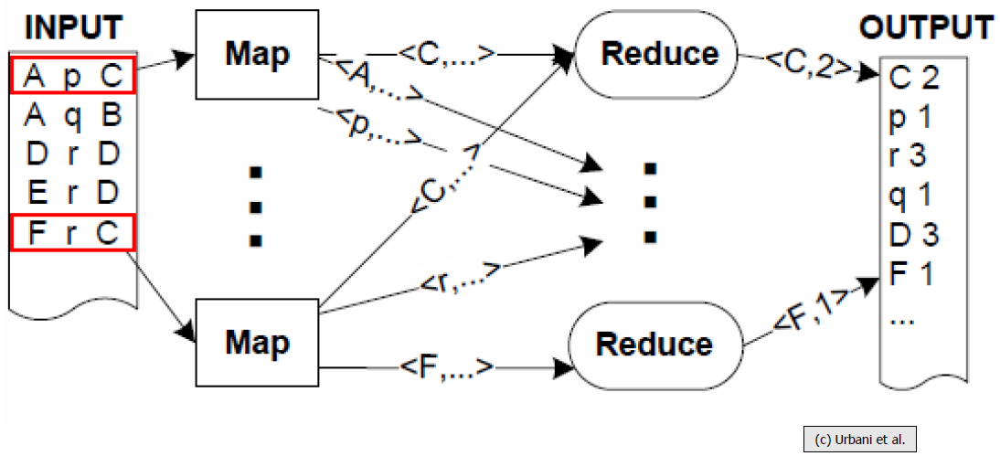 INPUT
A p C
A q B
D r D
E r D
F r C
Map
Map
<C,...>
<A,...>
<p,...>
<C,...>
<r,...>
<F,...>
Reduce
Reduce
<C,2>
<F,1>
OUTPUT
C 2
p 1
r 3
q 1
D 3
F 1
...
(c) Urbani et al.